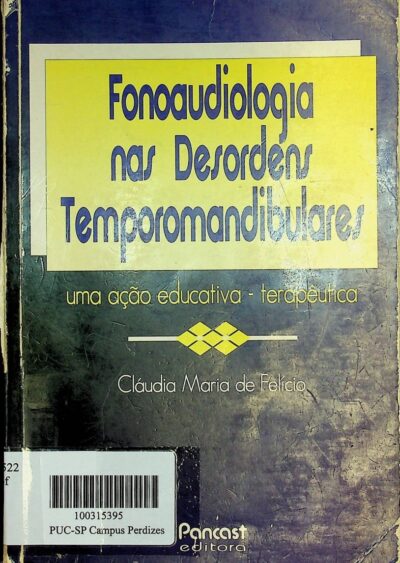 Fonoaudiologia
nas Desordens
Temporomandibulares
uma ação educativa - terapêutica
Cláudia Maria de Felício
522
f
100315395
PUC-SP Campus Perdizes
Pancast
editora